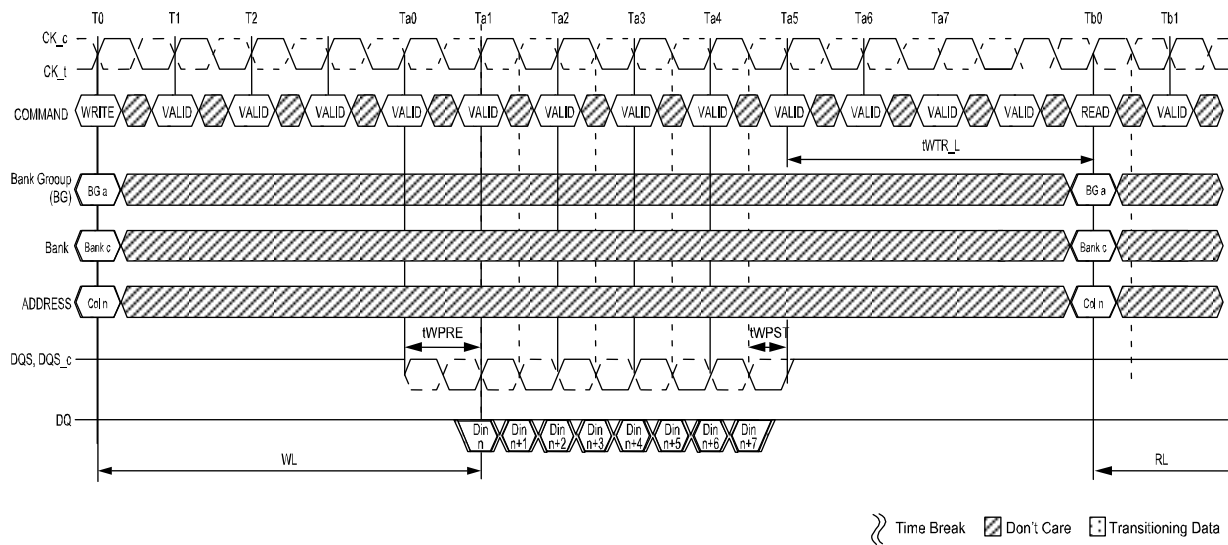 T0 T1 T2 Ta0 Ta1 Ta2 Ta3 Ta4 Ta5 Ta6 Ta7 Tb0 Tb1
CK_c
CK_t
COMMAND WRITE VALID VALID VALID VALID VALID VALID VALID VALID VALID VALID VALID VALID READ VALID
tWTR_L
Bank Grooup
(BG) BG a BG a
Bank Bank c Bank c
ADDRESS Col n Col n
tWPRE tWPST
DQS, DQS_c
DQ
Din n Din n+1 Din n+2 Din n+3 Din n+4 Din n+5 Din n+6 Din n+7
WL RL
Time Break Don't Care Transitioning Data